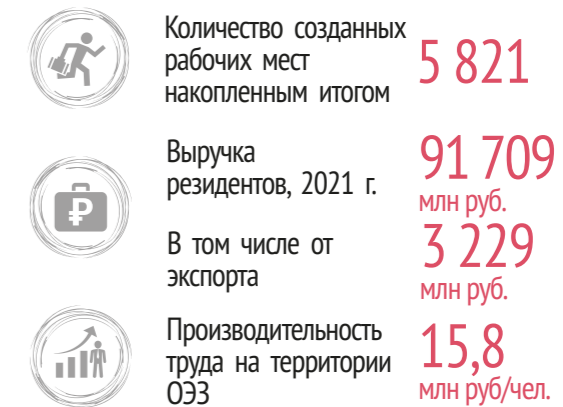 Количество созданных
рабочих мест
накопленным итогом
5 821
Выручка
резидентов, 2021 г.
91 709
млн руб.
В том числе от
экспорта
3 229
млн руб.
₽
Производительность
труда на территории
ОЭЗ
15,8
млн руб/чел.